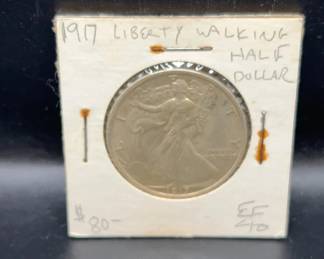 1917 LIBERTY WALKING
HALF
DOLLAR
$80-
EF
40